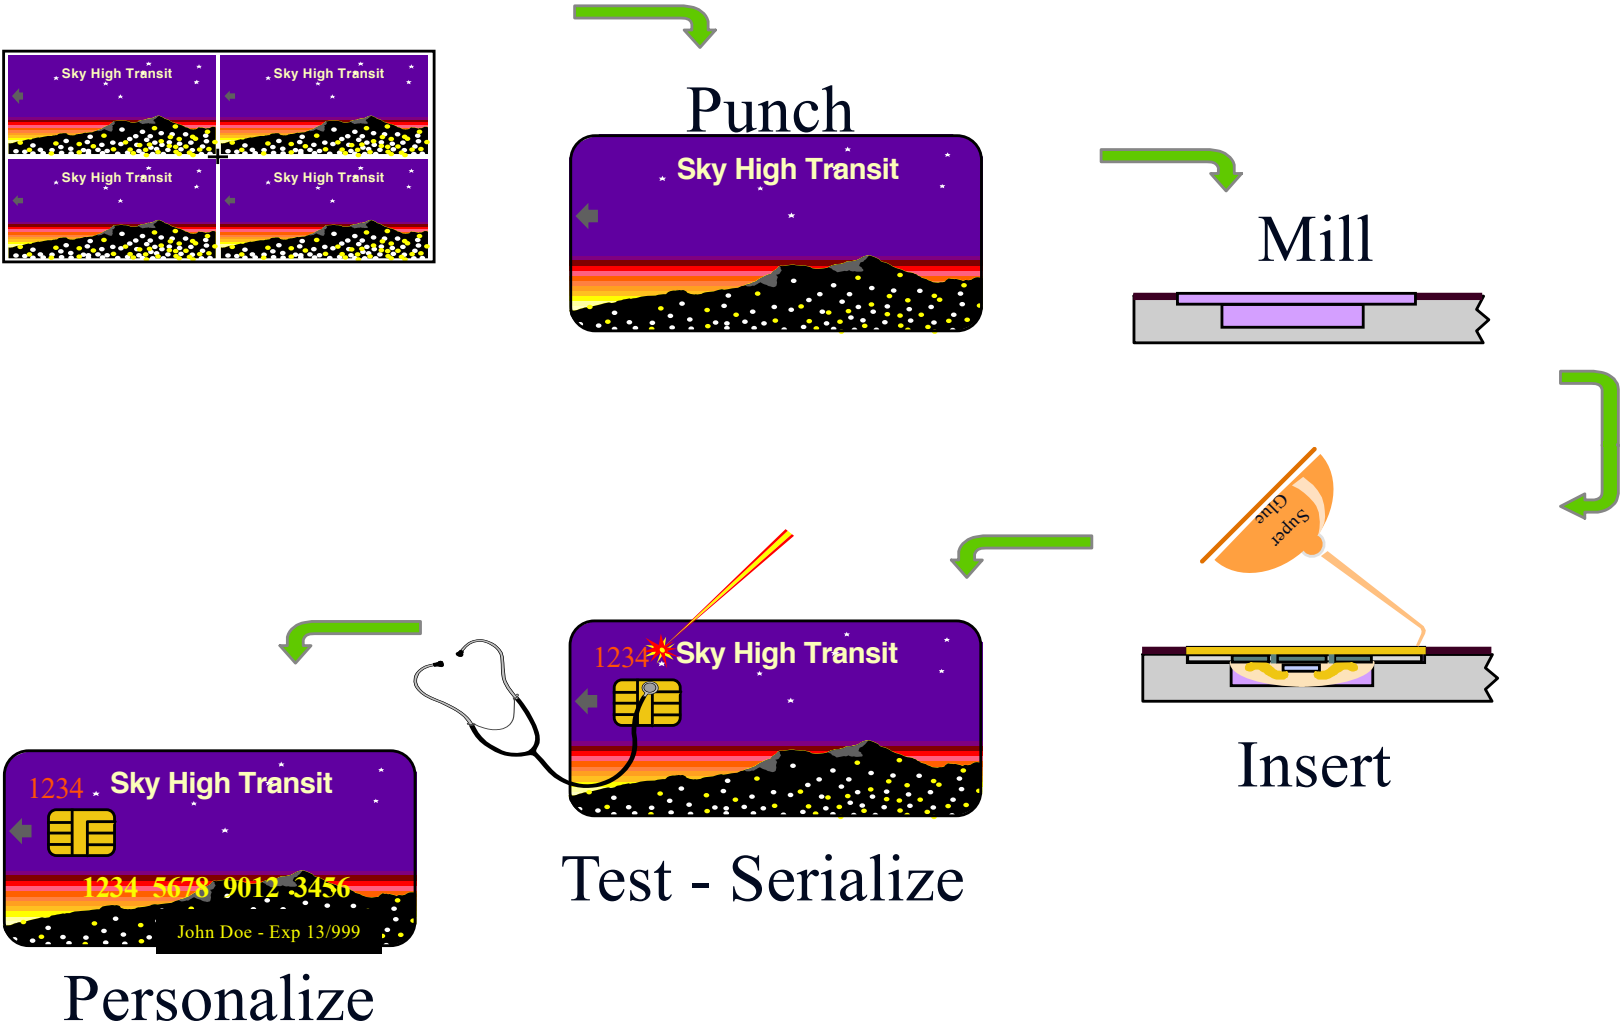 Sky High Transit
Sky High Transit
Sky High Transit
Sky High Transit
Punch
Sky High Transit
Mill
Super
Glue
Insert
1234
Sky High Transit
Test - Serialize
1234
Sky High Transit
1234 5678 9012 3456
John Doe - Exp 13/999
Personalize